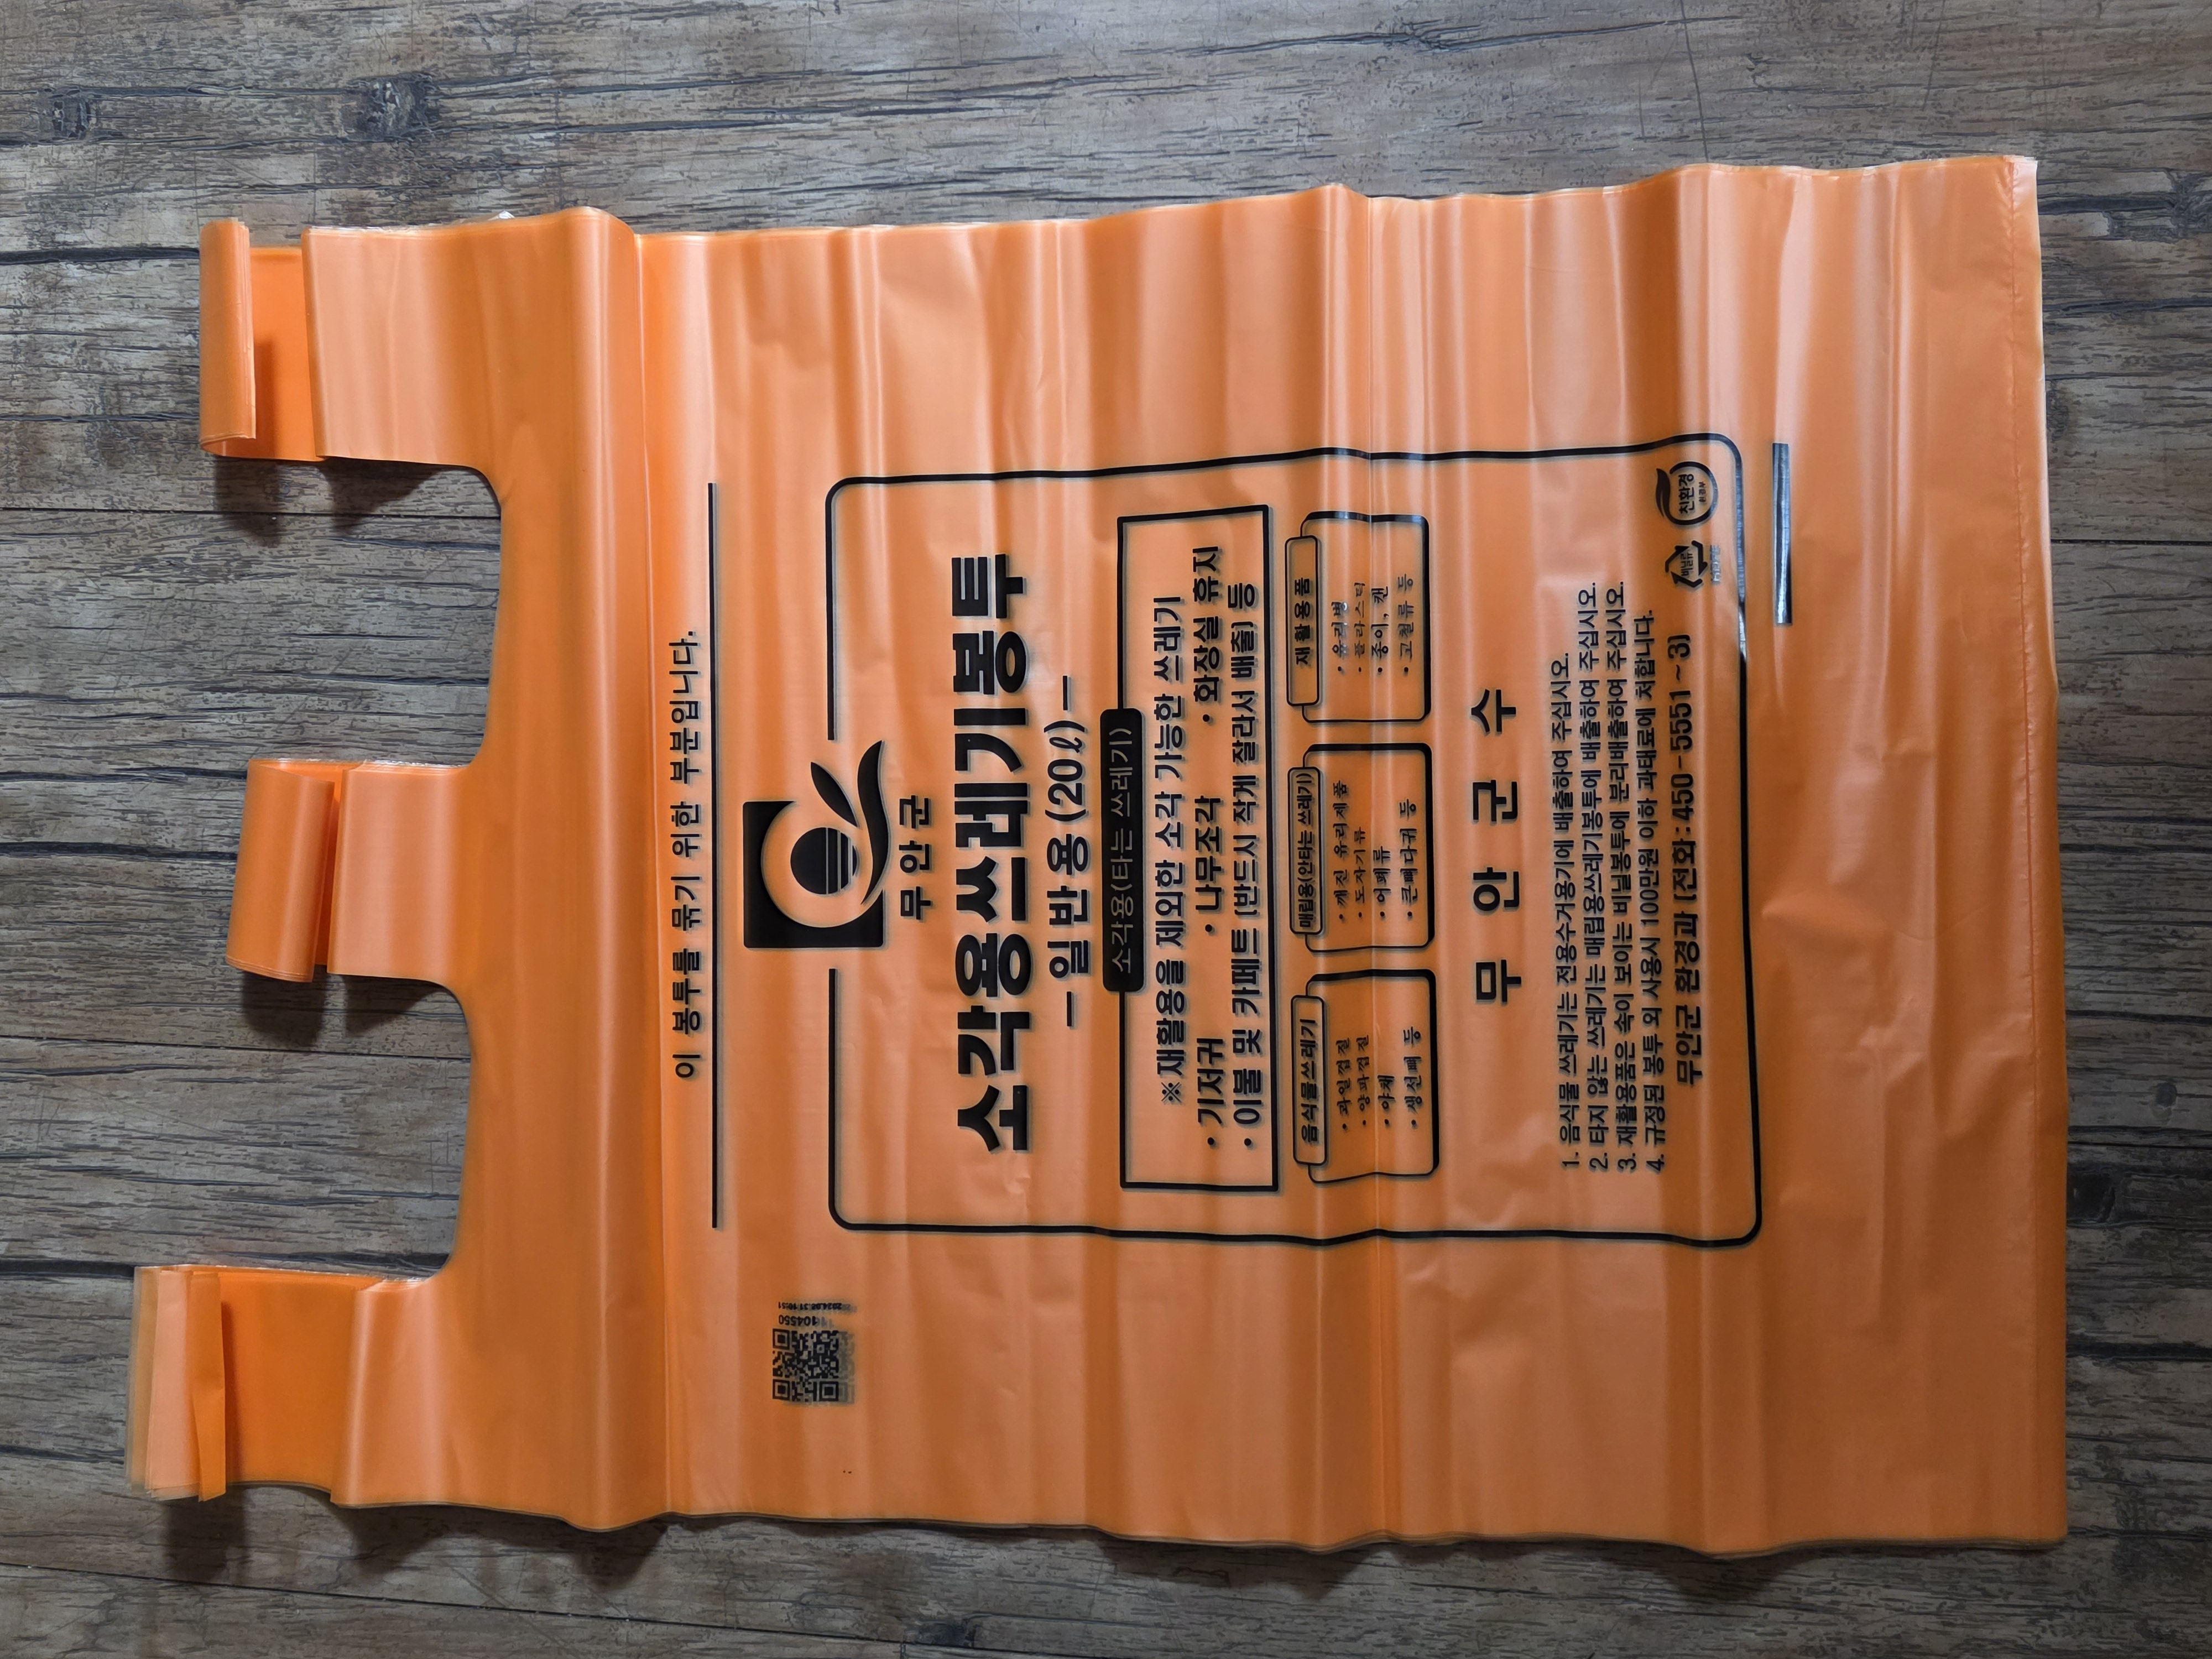 이 봉투를 묶기 위한 부분입니다.
무안군
소각용쓰레기봉투
일반용(20ℓ)
소각용(타는 쓰레기)
※재활용을 제외한 소각 가능한 쓰레기
· 기저귀 · 나무조각 · 화장실 휴지
· 이불 및 카페트 [반드시 작게 잘라서 배출] 등
음식물쓰레기
· 과일껍질
· 양파껍질
· 야채
· 생선뼈 등
매립용(안타는 쓰레기)
· 깨진 유리제품
· 도자기류
· 어패류
· 큰뼈다귀 등
재활용품
· 유리병
· 플라스틱
· 종이, 캔
· 고철류 등
무안군수
1. 음식물 쓰레기는 전용수거용기에 배출하여 주십시오.
2. 타지 않는 쓰레기는 매립용쓰레기봉투에 배출하여 주십시오.
3. 재활용품은 속이 보이는 비닐봉투에 분리배출하여 주십시오.
4. 규정된 봉투 외 사용시 100만원 이하 과태료에 처합니다.
무안군 환경과 [전화:450-5551~3]
비닐류
친환경